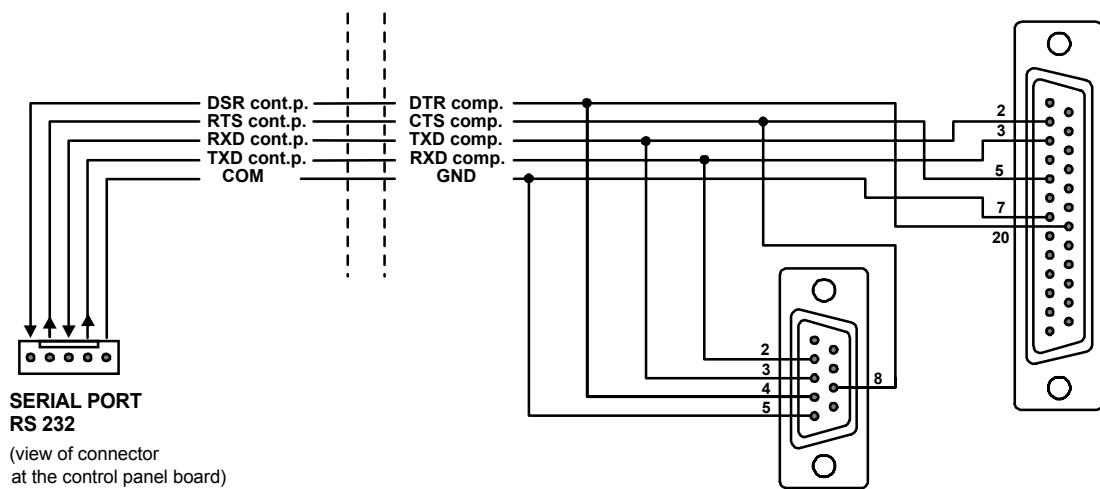 DSR cont.p. DTR comp.
RTS cont.p. CTS comp.
RXD cont.p. TXD comp.
TXD cont.p. RXD comp.
COM GND
2
3
5
7
20
2
3
4
5
8
SERIAL PORT
RS 232
(view of connector
at the control panel board)